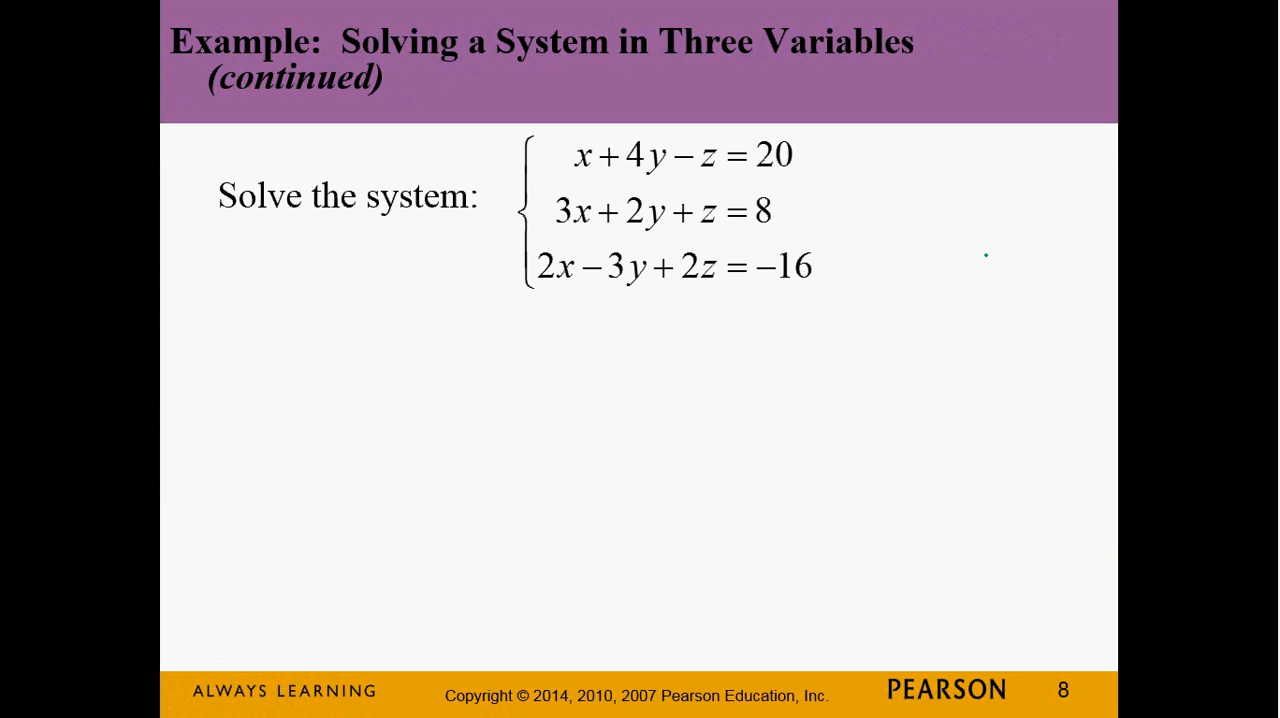 Example: Solving a System in Three Variables
(continued)
Solve the system:
x + 4y − z = 20
3x + 2y + z = 8
2x − 3y + 2z = −16
ALWAYS LEARNING
Copyright © 2014, 2010, 2007 Pearson Education, Inc.
PEARSON
8